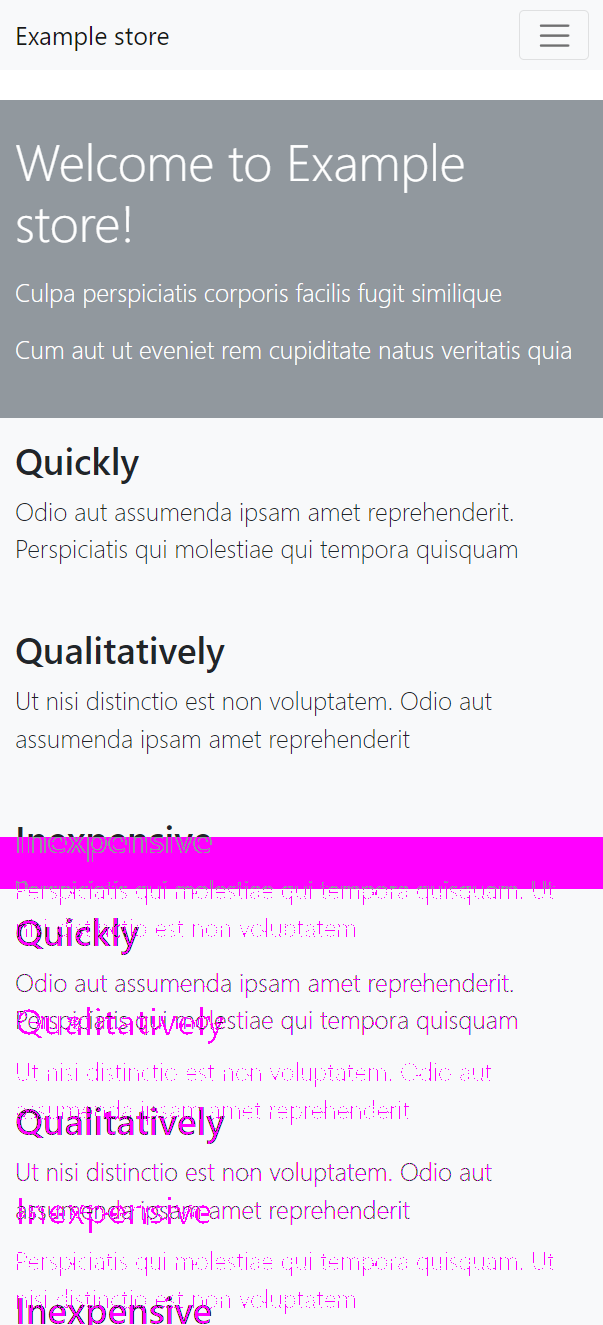 Example store
Welcome to Example
store!
Culpa perspiciatis corporis facilis fugit similique
Cum aut ut eveniet rem cupiditate natus veritatis quia
Quickly
Odio aut assumenda ipsam amet reprehenderit.
Perspiciatis qui molestiae qui tempora quisquam
Qualitatively
Ut nisi distinctio est non voluptatem. Odio aut
assumenda ipsam amet reprehenderit
Inexpensive
Perspiciatis qui molestiae qui tempora quisquam. Ut
nisi distinctio est non voluptatem
Quickly
Odio aut assumenda ipsam amet reprehenderit.
Perspiciatis qui molestiae qui tempora quisquam
Qualitatively
Ut nisi distinctio est non voluptatem. Odio aut
assumenda ipsam amet reprehenderit
Qualitatively
Ut nisi distinctio est non voluptatem. Odio aut
assumenda ipsam amet reprehenderit
Inexpensive
Perspiciatis qui molestiae qui tempora quisquam. Ut
nisi distinctio est non voluptatem
Inexpensive